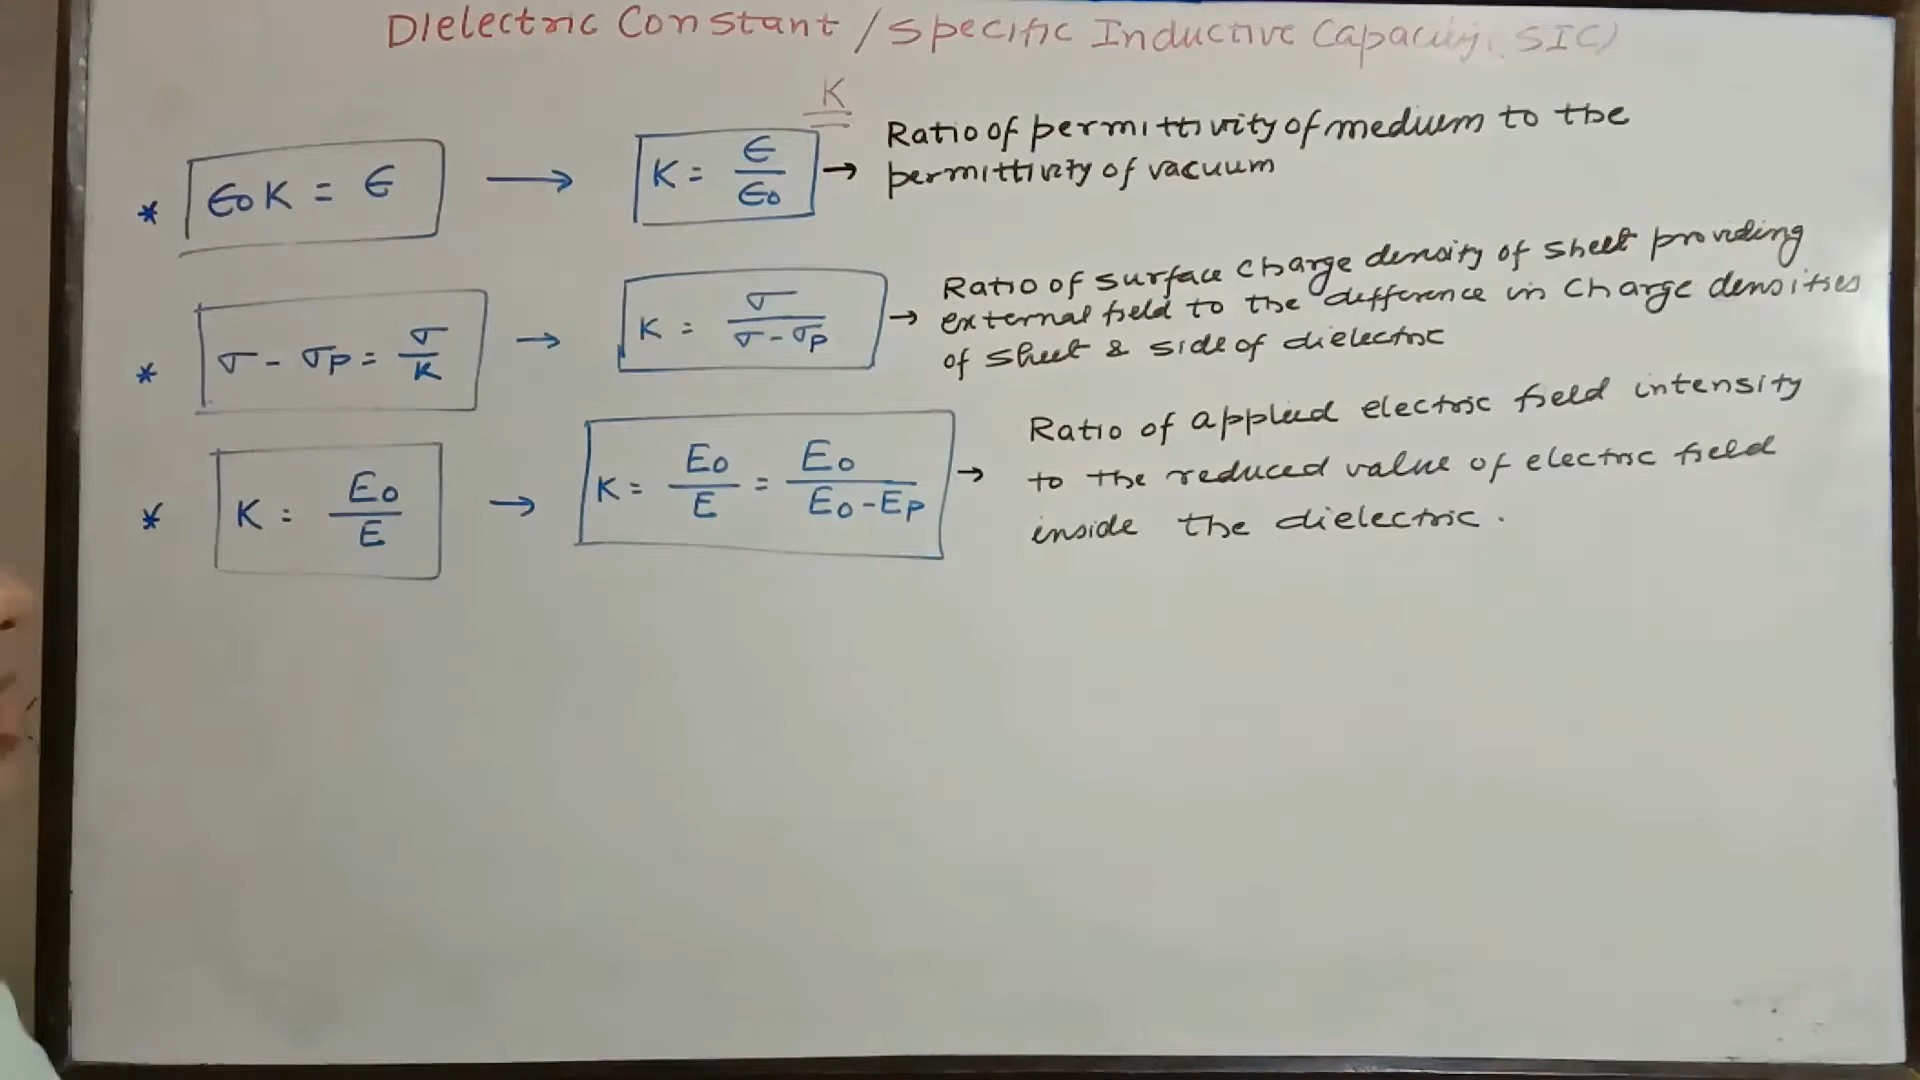 Dielectric Constant / Specific Inductive Capacity, SIC)
K
* ϵ₀K = ϵ → K = ϵ/ϵ₀ → Ratio of permittivity of medium to the
permittivity of vacuum
* σ - σp = σ/K → K = σ/(σ - σp) → Ratio of surface charge density of sheet providing
external field to the difference in charge densities
of sheet & side of dielectric
* K = E₀/E → K = E₀/E = E₀/(E₀ - Ep) → Ratio of applied electric field intensity
to the reduced value of electric field
inside the dielectric.